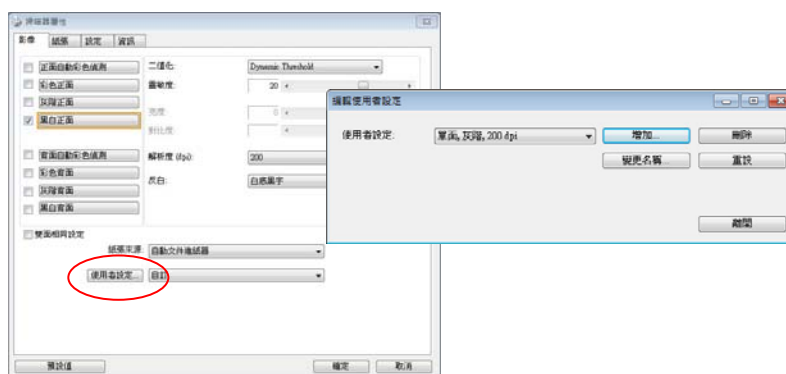 掃瞄器屬性
影像 紙張 設定 資訊
正面自動彩色偵測
彩色正面
灰階正面
黑白正面
背面自動彩色偵測
彩色背面
灰階背面
黑白背面
二值化: Dynamic Threshold
靈敏度: 20
亮度: 0
對比度:
解析度 (dpi): 200
反白: 白底黑字
雙面相同設定
紙張來源: 自動文件進紙器
使用者設定... 自訂
預設值 確定 取消
編輯使用者設定
使用者設定: 單面, 灰階, 200 dpi 增加... 刪除
變更名稱... 重設
離開